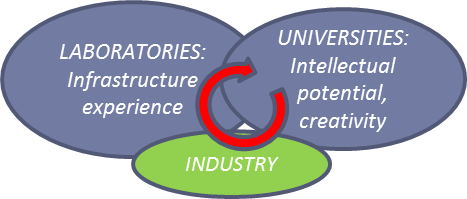 LABORATORIES:
Infrastructure
experience
UNIVERSITIES:
Intellectual
potential,
creativity
INDUSTRY